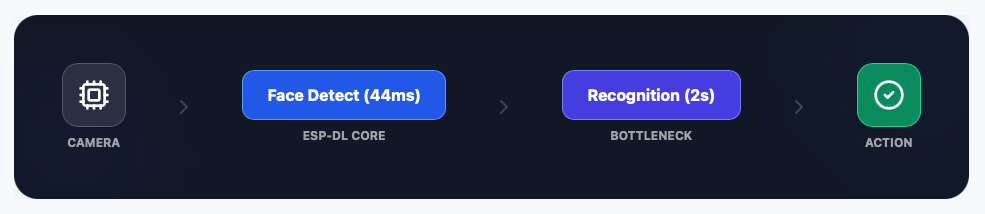 Face Detect (44ms)
Recognition (2s)
CAMERA
ESP-DL CORE
BOTTLENECK
ACTION